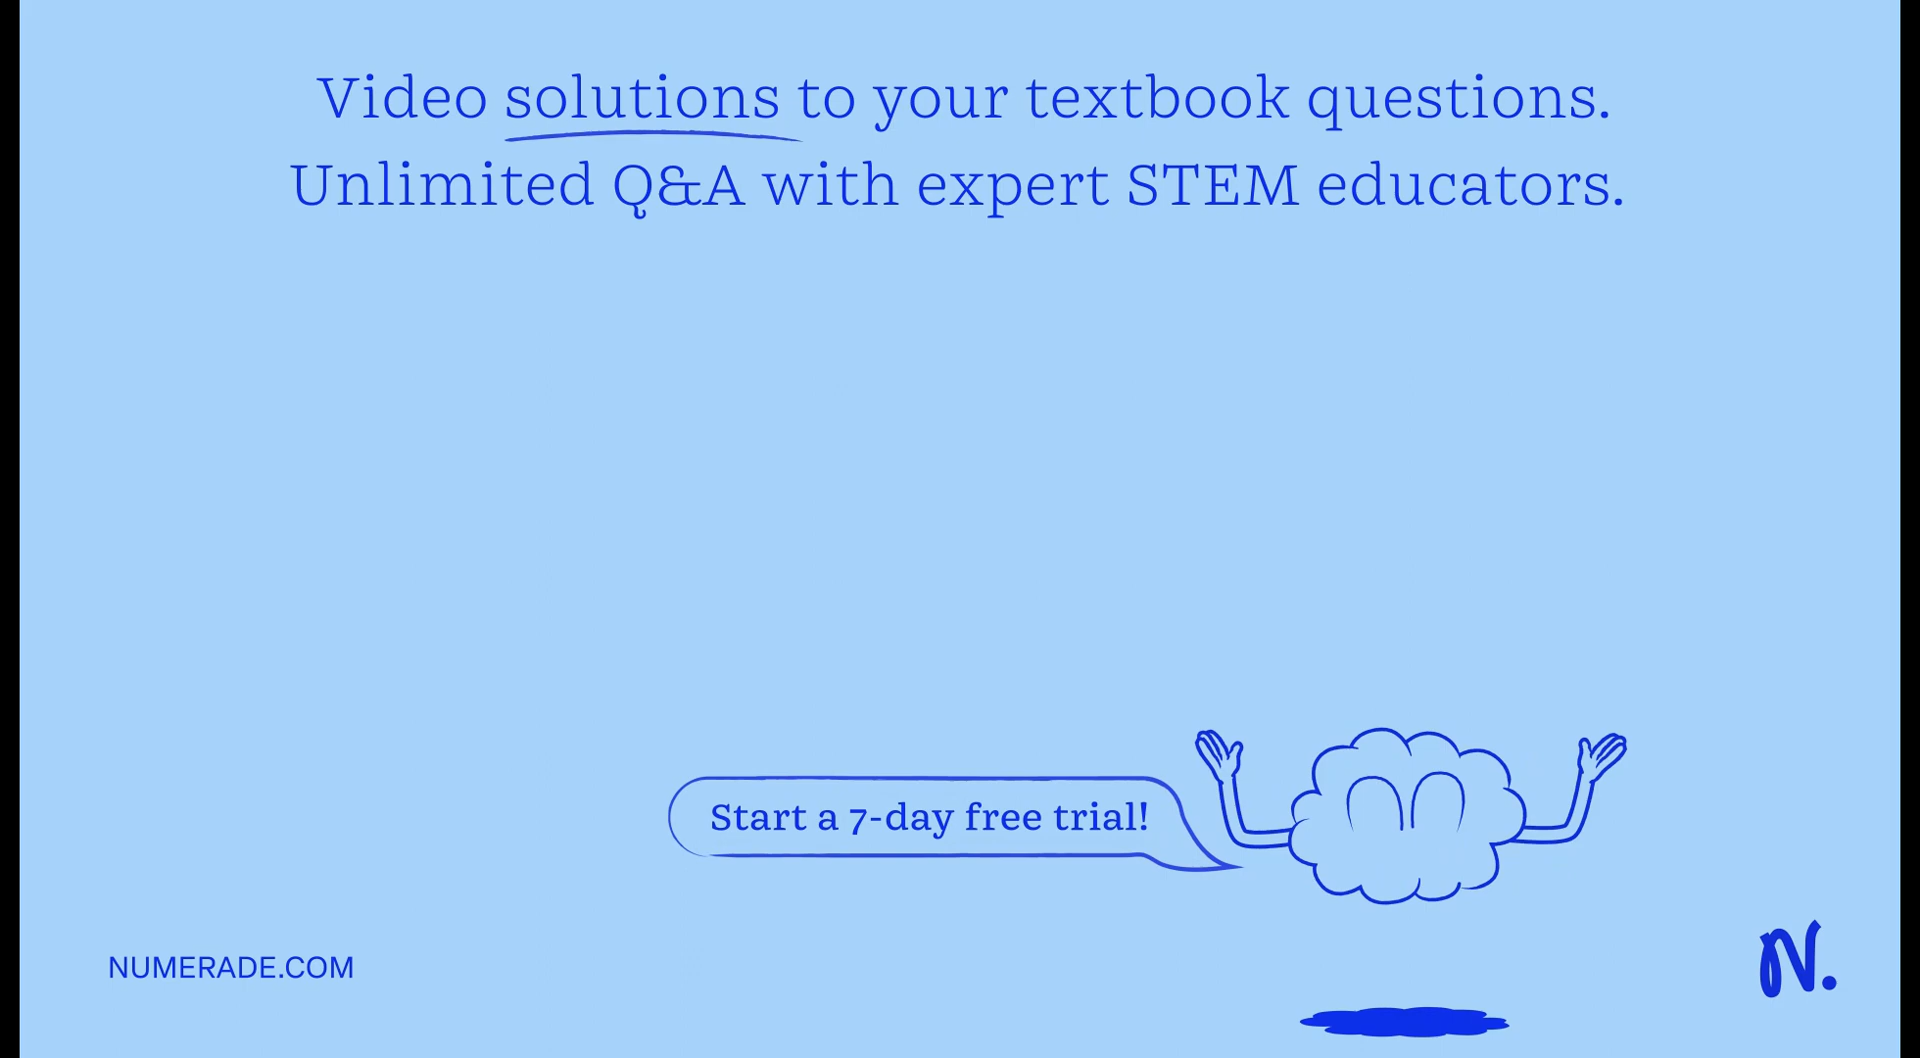 Video solutions to your textbook questions.
Unlimited Q&A with expert STEM educators.
Start a 7-day free trial!
NUMERADE.COM
N.